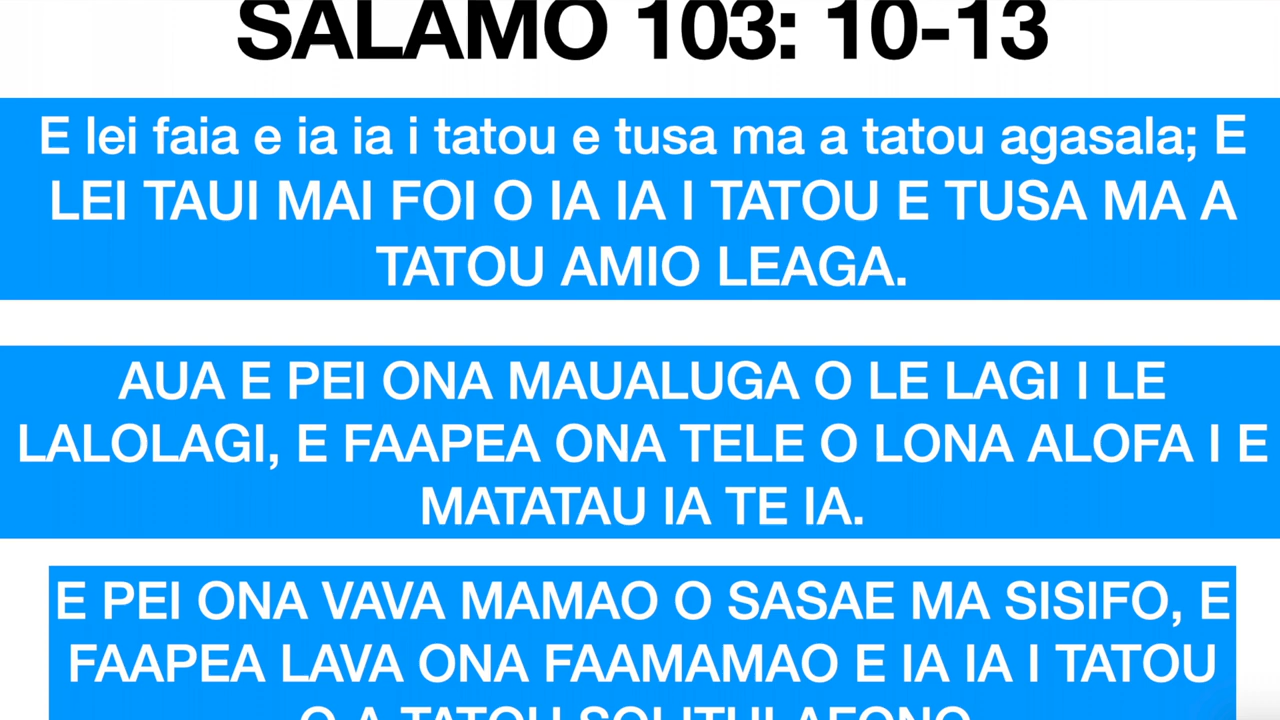 SALAMO 103: 10-13
E lei faia e ia ia i tatou e tusa ma a tatou agasala; E
LEI TAUI MAI FOI O IA IA I TATOU E TUSA MA A
TATOU AMIO LEAGA.
AUA E PEI ONA MAUALUGA O LE LAGI I LE
LALOLAGI, E FAAPEA ONA TELE O LONA ALOFA I E
MATATAU IA TE IA.
E PEI ONA VAVA MAMAO O SASAE MA SISIFO, E
FAAPEA LAVA ONA FAAMAMAO E IA IA I TATOU
O A TATOU SOLITULAFONO